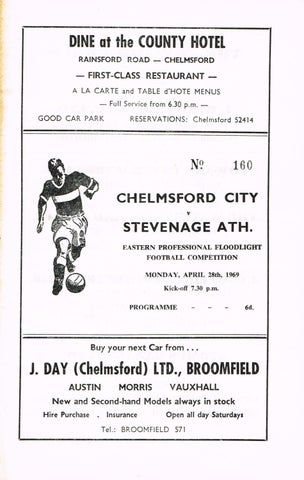 DINE at the COUNTY HOTEL
RAINSFORD ROAD — CHELMSFORD
— FIRST-CLASS RESTAURANT —
A LA CARTE and TABLE d'HOTE MENUS
— Full Service from 6.30 p.m. —
GOOD CAR PARK RESERVATIONS: Chelmsford 52414
No 160
CHELMSFORD CITY
v
STEVENAGE ATH.
EASTERN PROFESSIONAL FLOODLIGHT
FOOTBALL COMPETITION
MONDAY, APRIL 28th, 1969
Kick-off 7.30 p.m.
PROGRAMME – – 6d.
Buy your next Car from ...
J. DAY (Chelmsford) LTD., BROOMFIELD
AUSTIN MORRIS VAUXHALL
New and Second-hand Models always in stock
Hire Purchase . Insurance Open all day Saturdays
Tel.: BROOMFIELD 571